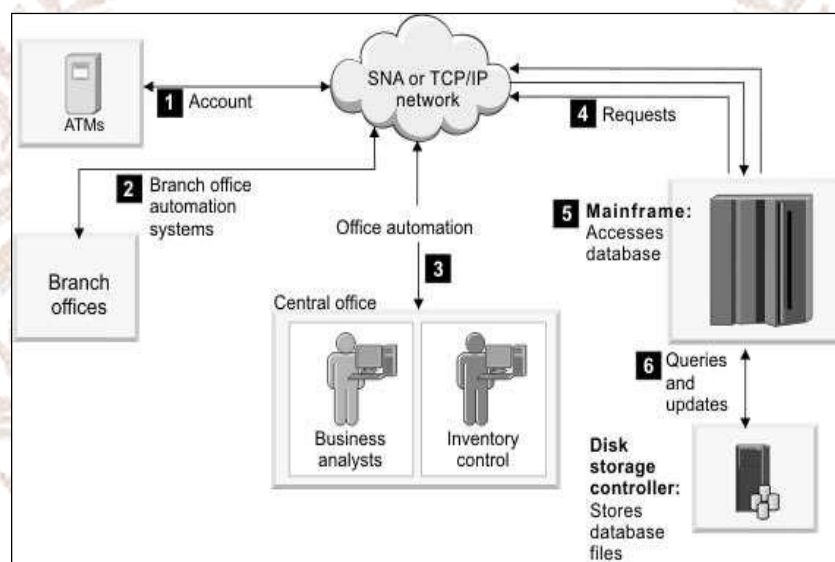 SNA or TCP/IP
network
1 Account
ATMs
4 Requests
2 Branch office
automation
systems
Branch
offices
Office automation
3
Central office
Business
analysts
Inventory
control
5 Mainframe:
Accesses
database
6 Queries
and
updates
Disk
storage
controller:
Stores
database
files